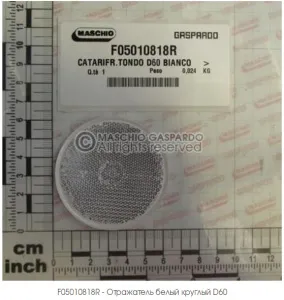 MASCHIO
GASPARDO
F05010818R
CATARIFR.TONDO D60 BIANCO >
Q.tà 1 Peso 0,024 KG
© MASCHIO GASPARDO
All rights reserved
cm
inch
F05010818R - Отражатель белый круглый D60